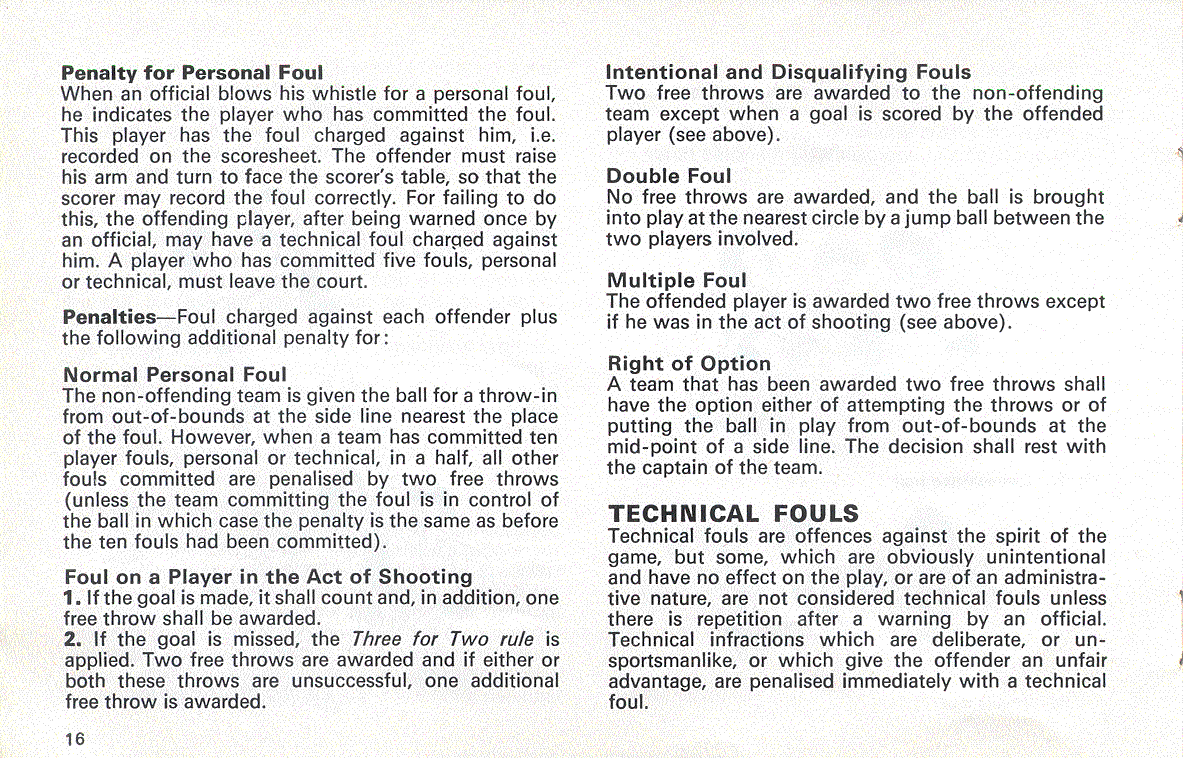 Penalty for Personal Foul
When an official blows his whistle for a personal foul,
he indicates the player who has committed the foul.
This player has the foul charged against him, i.e.
recorded on the scoresheet. The offender must raise
his arm and turn to face the scorer's table, so that the
scorer may record the foul correctly. For failing to do
this, the offending player, after being warned once by
an official, may have a technical foul charged against
him. A player who has committed five fouls, personal
or technical, must leave the court.
Penalties—Foul charged against each offender plus
the following additional penalty for:
Normal Personal Foul
The non-offending team is given the ball for a throw-in
from out-of-bounds at the side line nearest the place
of the foul. However, when a team has committed ten
player fouls, personal or technical, in a half, all other
fouls committed are penalised by two free throws
(unless the team committing the foul is in control of
the ball in which case the penalty is the same as before
the ten fouls had been committed).
Foul on a Player in the Act of Shooting
1. If the goal is made, it shall count and, in addition, one
free throw shall be awarded.
2. If the goal is missed, the Three for Two rule is
applied. Two free throws are awarded and if either or
both these throws are unsuccessful, one additional
free throw is awarded.
16
Intentional and Disqualifying Fouls
Two free throws are awarded to the non-offending
team except when a goal is scored by the offended
player (see above).
Double Foul
No free throws are awarded, and the ball is brought
into play at the nearest circle by a jump ball between the
two players involved.
Multiple Foul
The offended player is awarded two free throws except
if he was in the act of shooting (see above).
Right of Option
A team that has been awarded two free throws shall
have the option either of attempting the throws or of
putting the ball in play from out-of-bounds at the
mid-point of a side line. The decision shall rest with
the captain of the team.
TECHNICAL FOULS
Technical fouls are offences against the spirit of the
game, but some, which are obviously unintentional
and have no effect on the play, or are of an administra-
tive nature, are not considered technical fouls unless
there is repetition after a warning by an official.
Technical infractions which are deliberate, or un-
sportsmanlike, or which give the offender an unfair
advantage, are penalised immediately with a technical
foul.